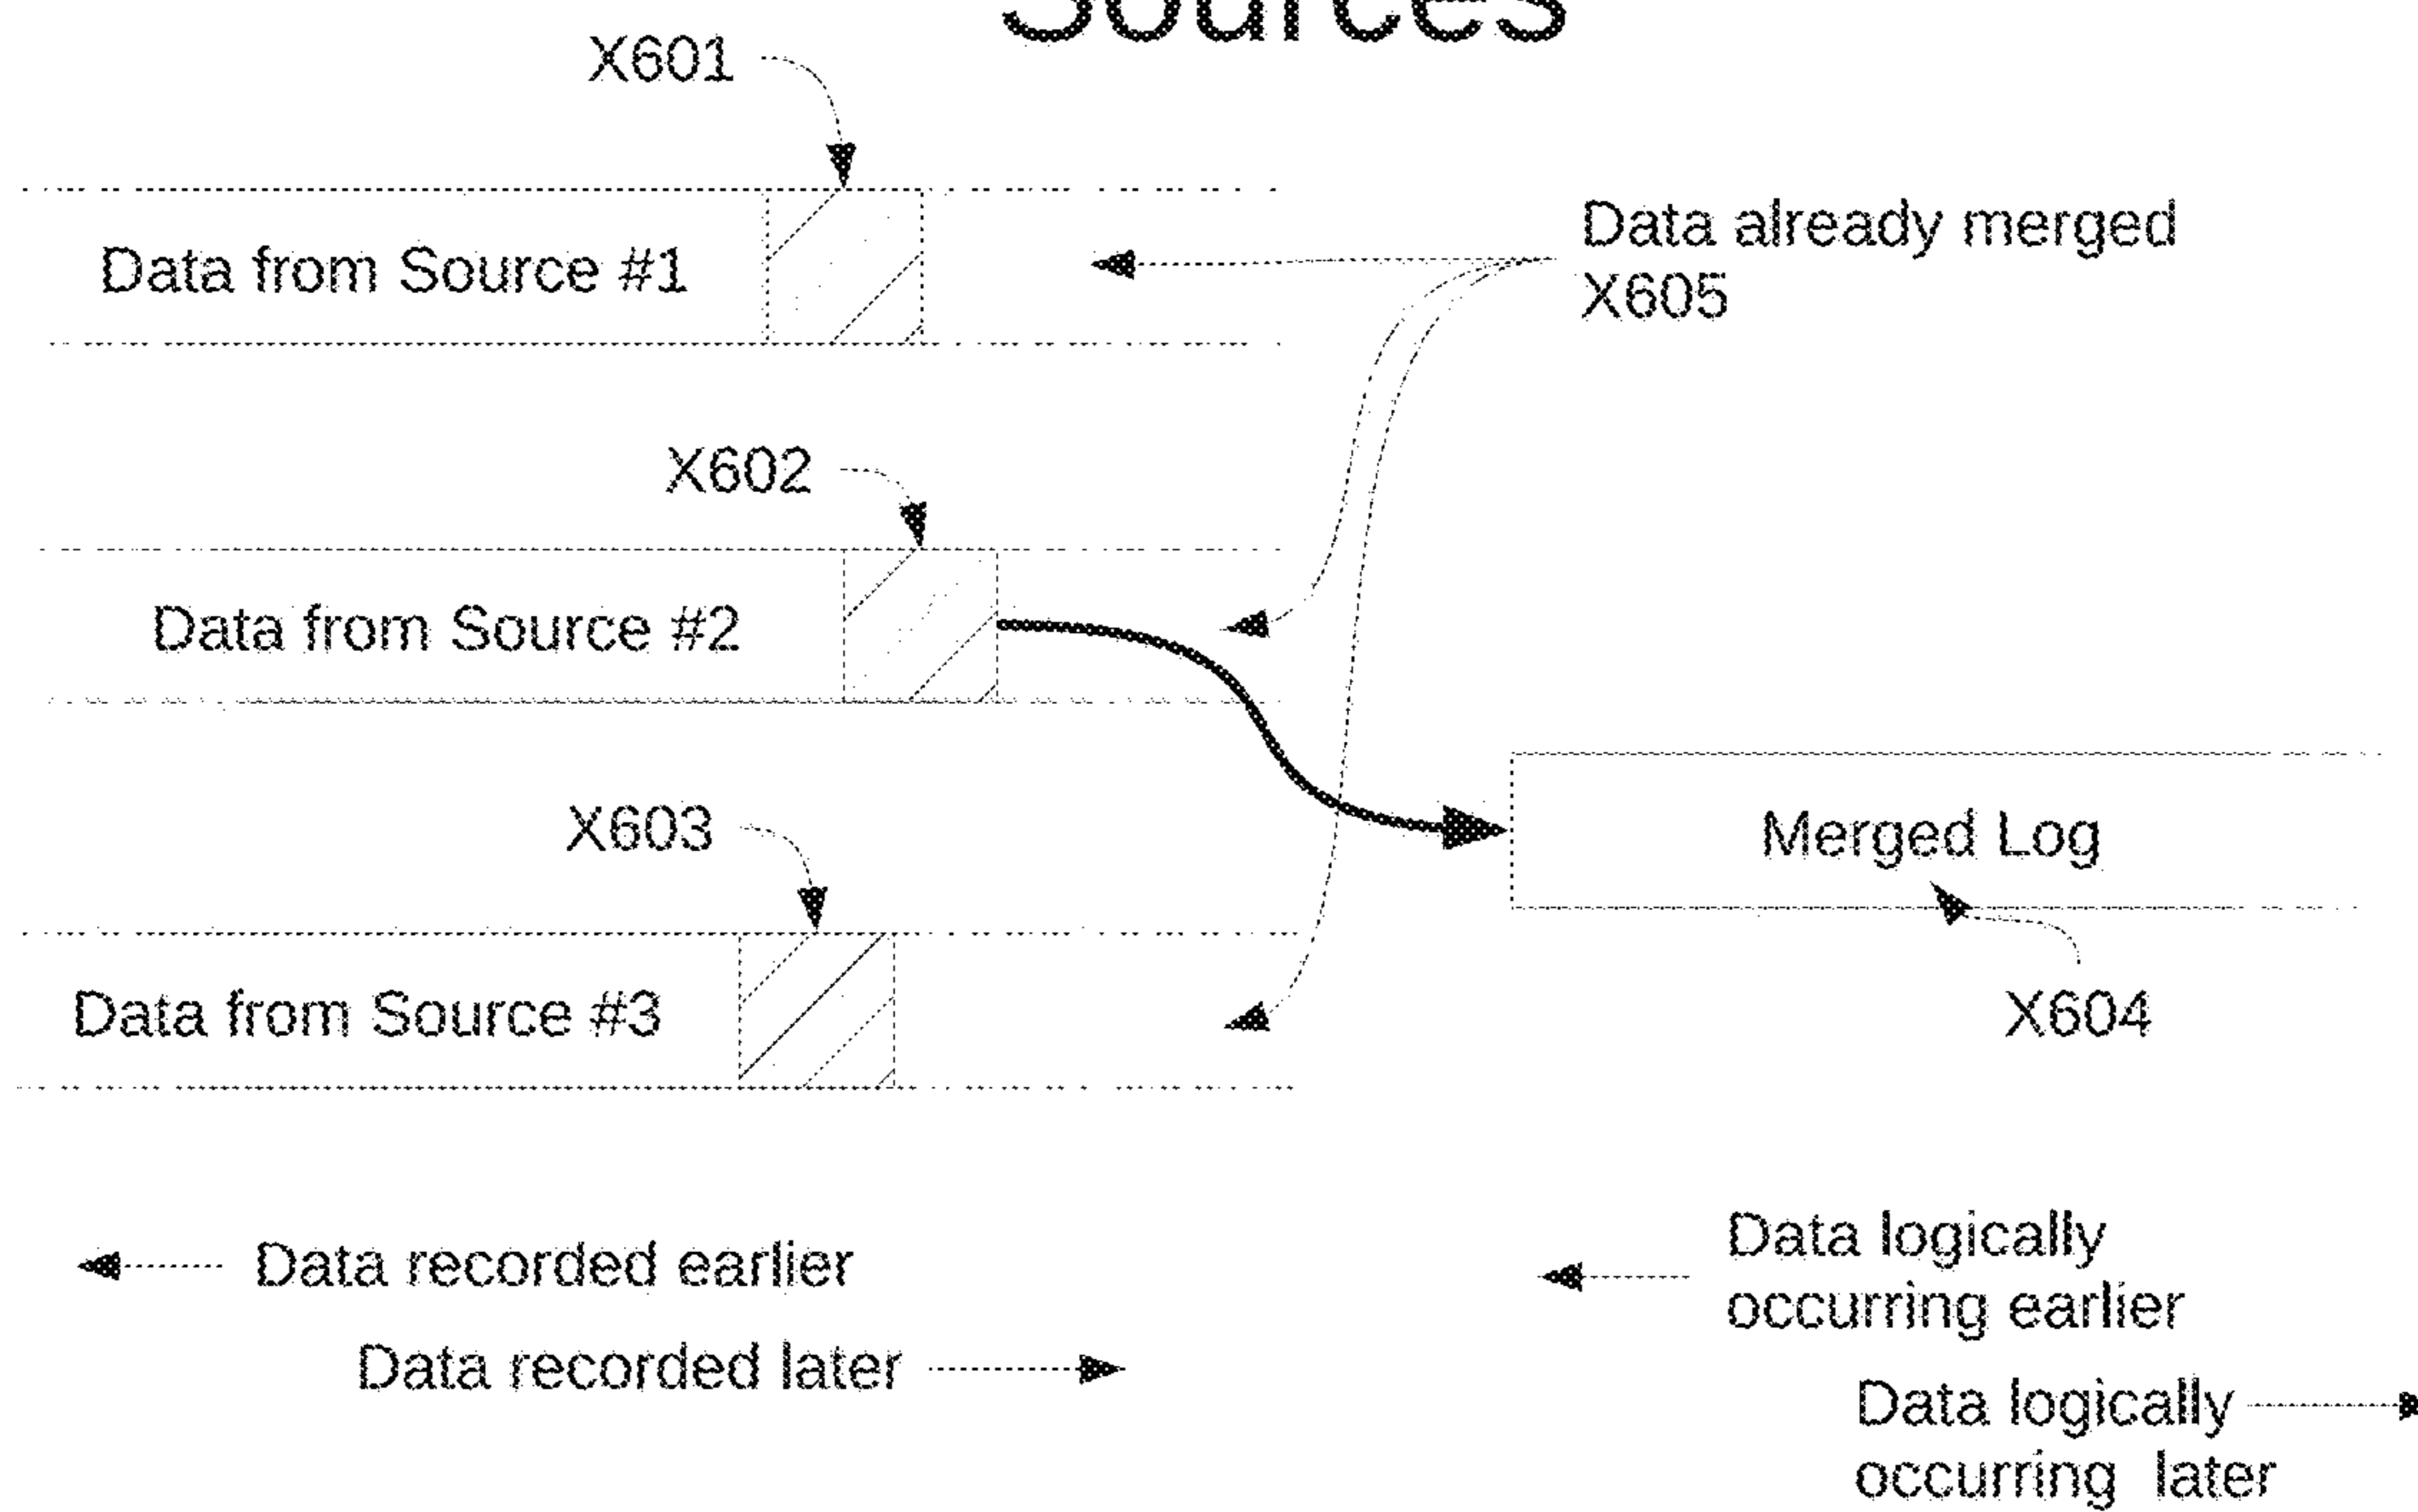 Sources
X601
Data from Source #1
Data already merged
X605
X602
Data from Source #2
X603
Merged Log
Data from Source #3
X604
Data recorded earlier
Data recorded later
Data logically
occurring earlier
Data logically
occurring later